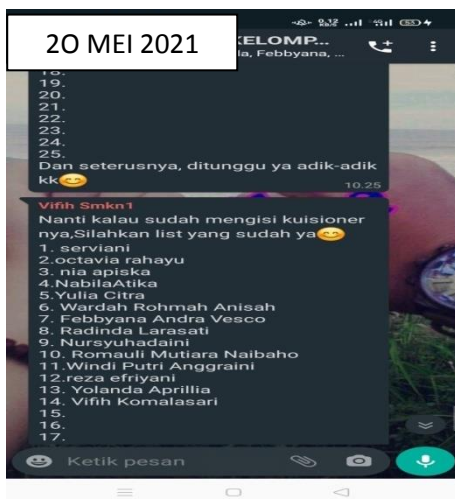 20 MEI 2021
KELOMP...
la, Febbyana, ...
19.
20.
21.
22.
23.
24.
25.
Dan seterusnya, ditunggu ya adik-adik
kk😊
10.25
Vifih Smkn1
Nanti kalau sudah mengisi kuisioner
nya,Silahkan list yang sudah ya😊
1. serviani
2.octavia rahayu
3. nia apiska
4.NabilaAtika
5.Yulia Citra
6. Wardah Rohmah Anisah
7. Febbyana Andra Vesco
8. Radinda Larasati
9. Nursyuhadaini
10. Romauli Mutiara Naibaho
11.Windi Putri Anggraini
12.reza efriyani
13. Yolanda Aprillia
14. Vifih Komalasari
15.
16.
17.
Ketik pesan